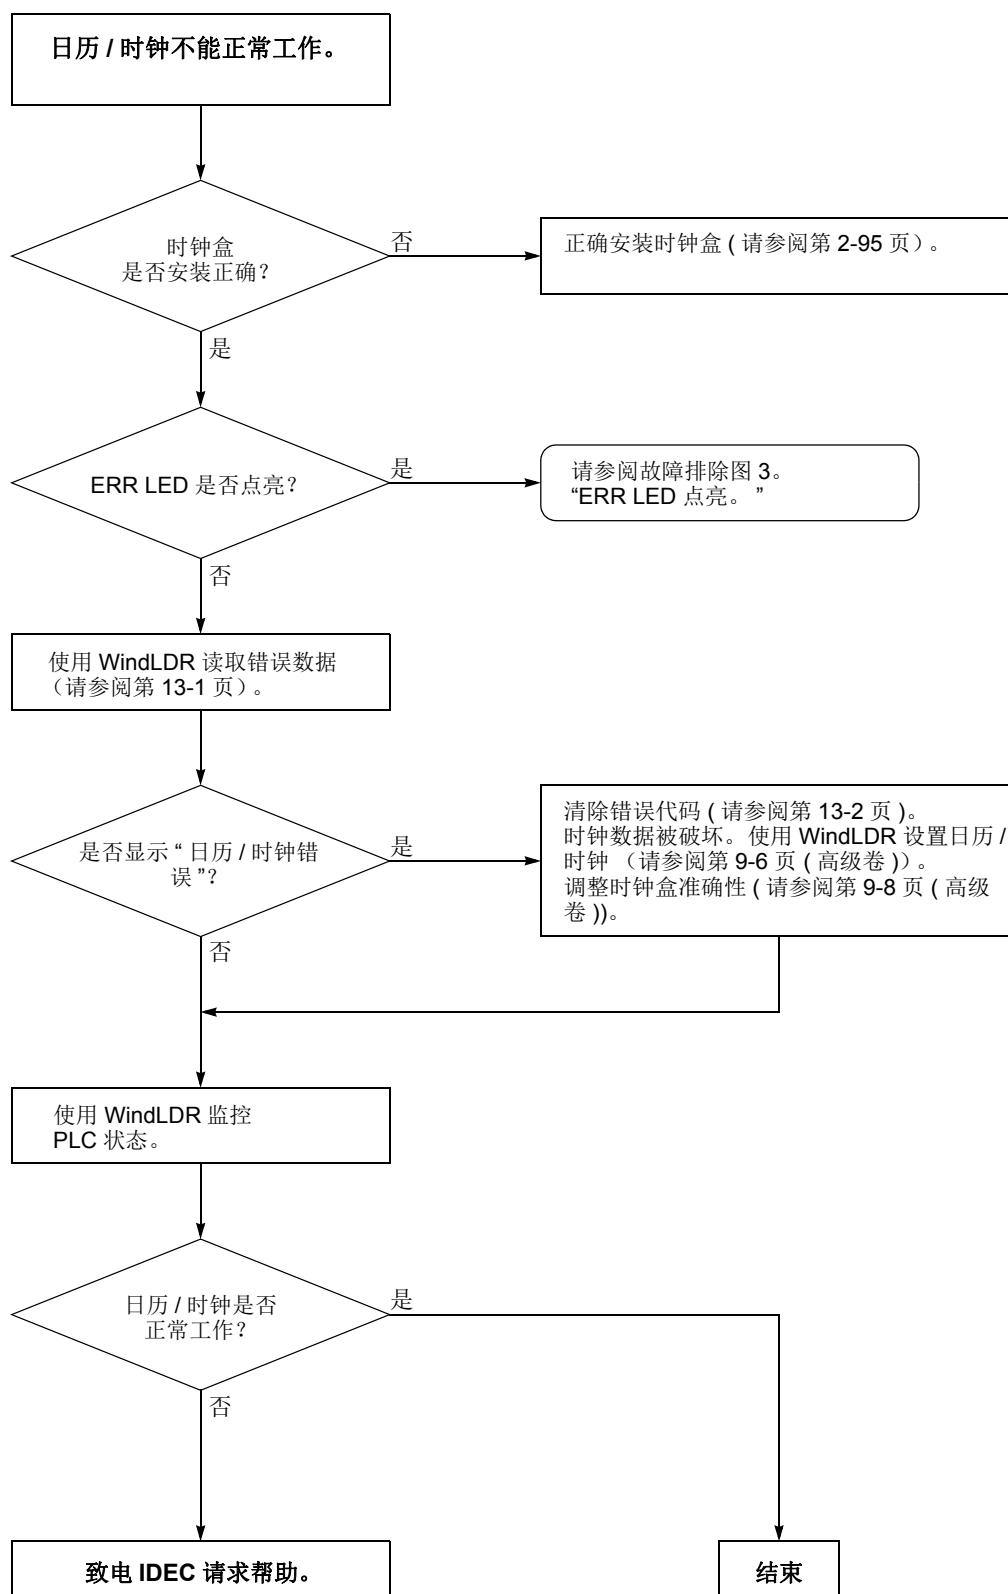 日历 / 时钟不能正常工作。
时钟盒
是否安装正确？
否
正确安装时钟盒 ( 请参阅第 2-95 页）。
是
ERR LED 是否点亮？
是
请参阅故障排除图 3。
“ERR LED 点亮。”
否
使用 WindLDR 读取错误数据
（请参阅第 13-1 页）。
是否显示 “ 日历 / 时钟错
误 ”？
是
清除错误代码 ( 请参阅第 13-2 页 )。
时钟数据被破坏。使用 WindLDR 设置日历 /
时钟 （请参阅第 9-6 页 ( 高级卷 )）。
调整时钟盒准确性 ( 请参阅第 9-8 页 ( 高级
卷 ))。
否
使用 WindLDR 监控
PLC 状态。
日历 / 时钟是否
正常工作？
是
否
致电 IDEC 请求帮助。
结束